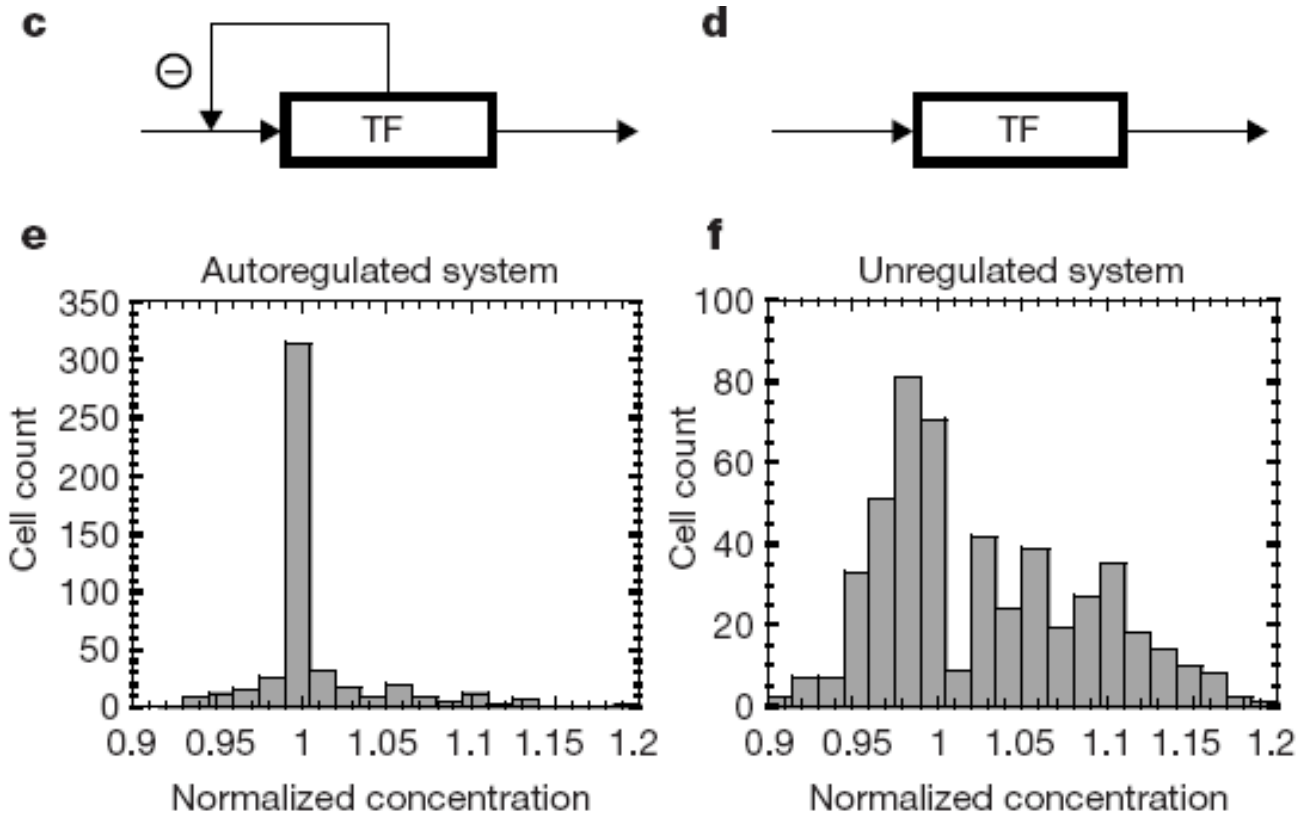 c
d
⊖
TF
TF
e
f
Autoregulated system
Unregulated system
350
300
250
200
150
100
50
0
Cell count
0.9 0.95 1 1.05 1.1 1.15 1.2
Normalized concentration
100
80
60
40
20
0
Cell count
0.9 0.95 1 1.05 1.1 1.15 1.2
Normalized concentration